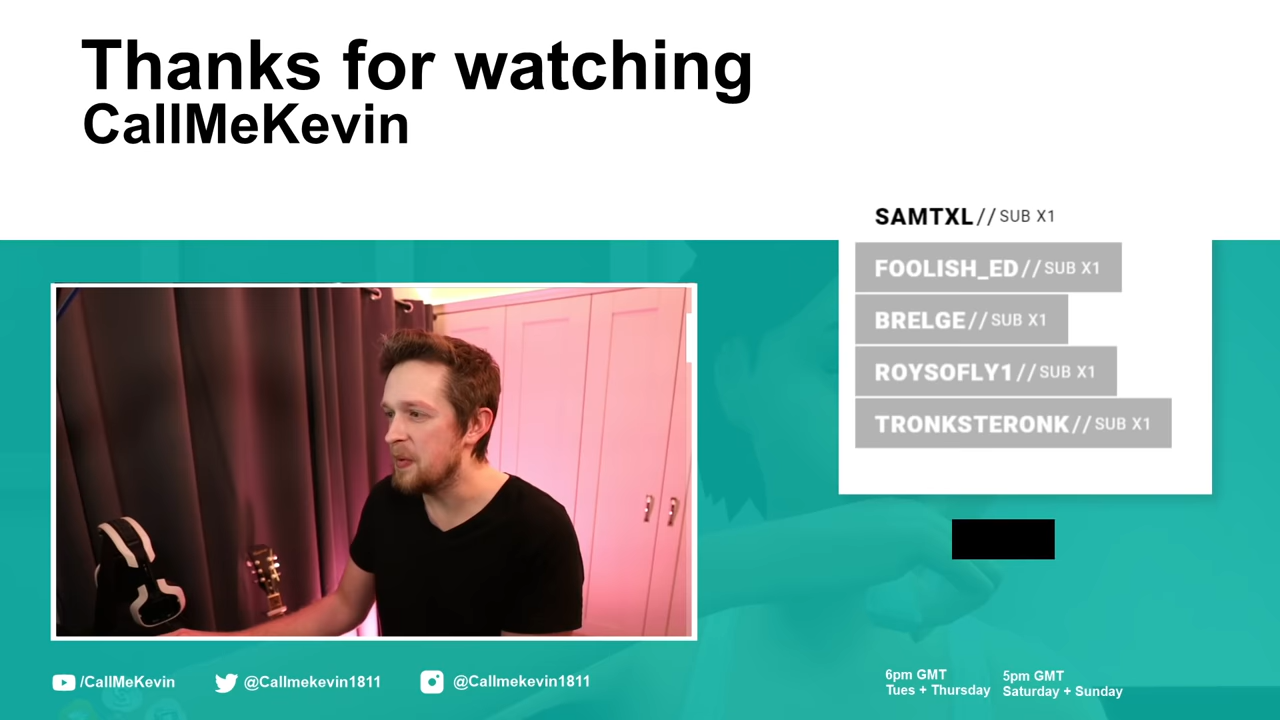 Thanks for watching
CallMeKevin
SAMTXL//SUB X1
FOOLISH_ED//SUB X1
BRELGE//SUB X1
ROYSOFLY1//SUB X1
TRONKSTERONK//SUB X1
/CallMeKevin
@Callmekevin1811
@Callmekevin1811
6pm GMT
Tues + Thursday
5pm GMT
Saturday + Sunday